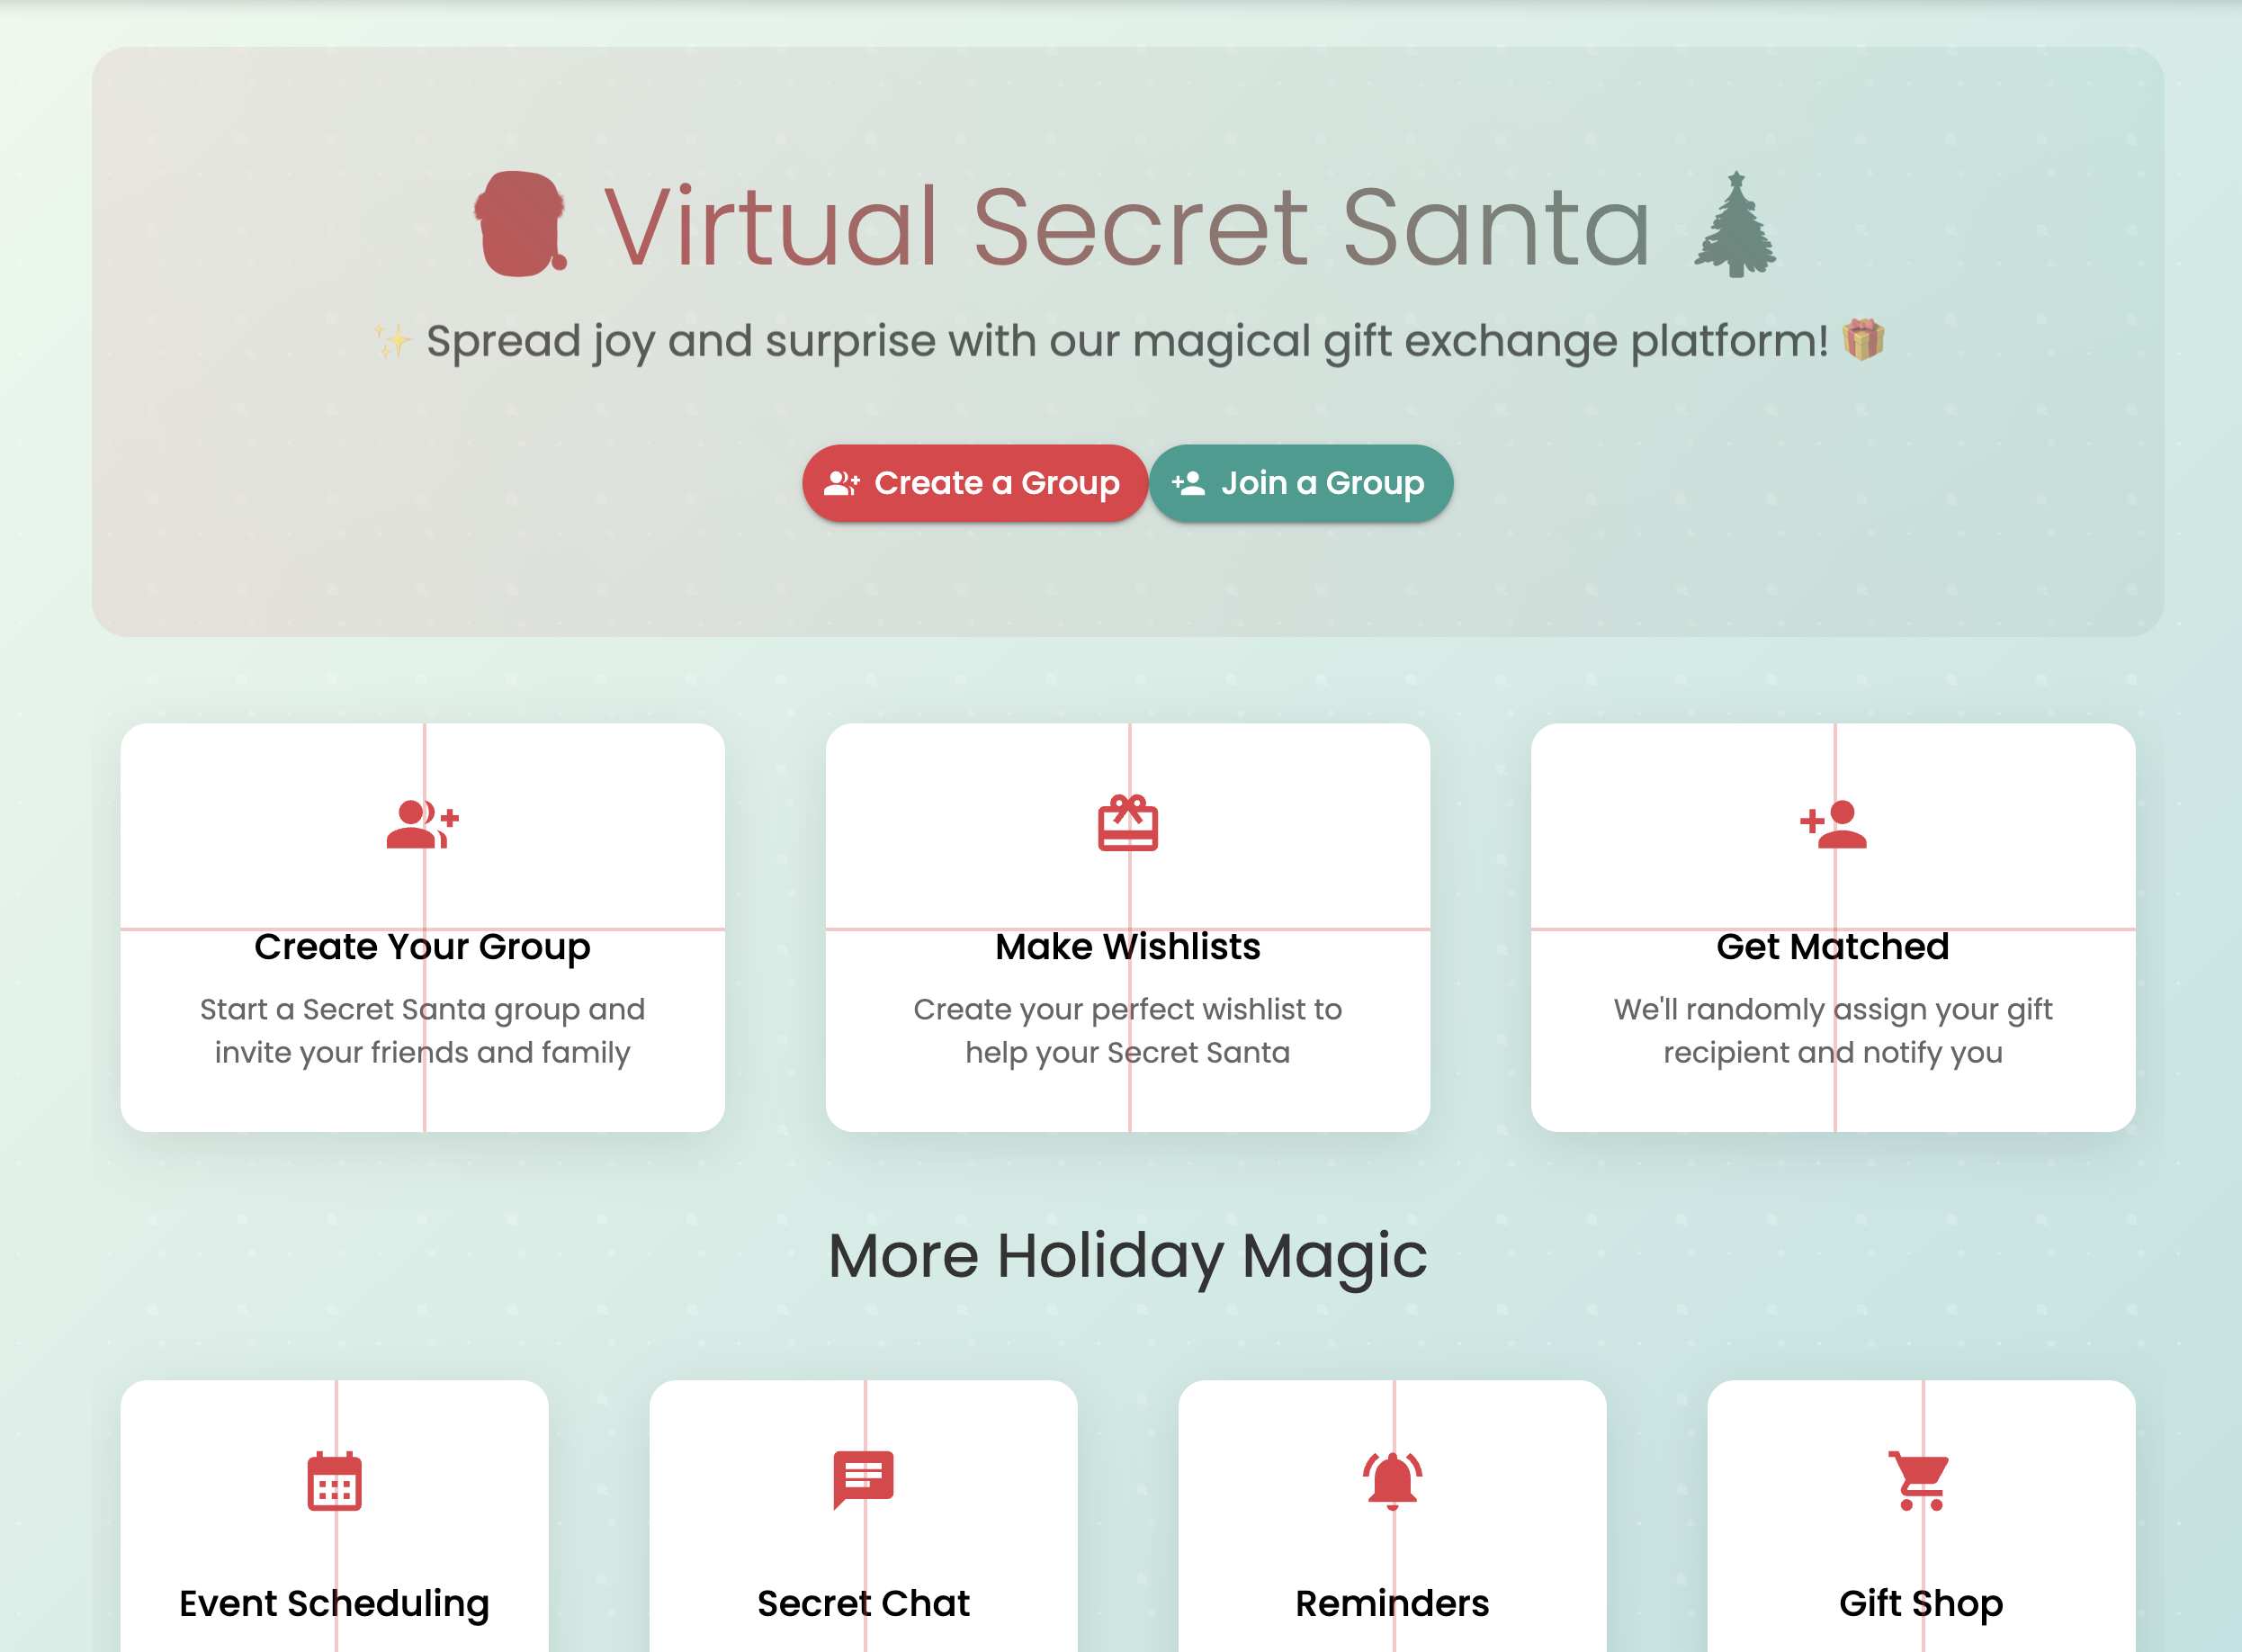 Virtual Secret Santa
✨ Spread joy and surprise with our magical gift exchange platform! 🎁
Create a Group
Join a Group
Create Your Group
Start a Secret Santa group and
invite your friends and family
Make Wishlists
Create your perfect wishlist to
help your Secret Santa
Get Matched
We'll randomly assign your gift
recipient and notify you
More Holiday Magic
Event Scheduling
Secret Chat
Reminders
Gift Shop